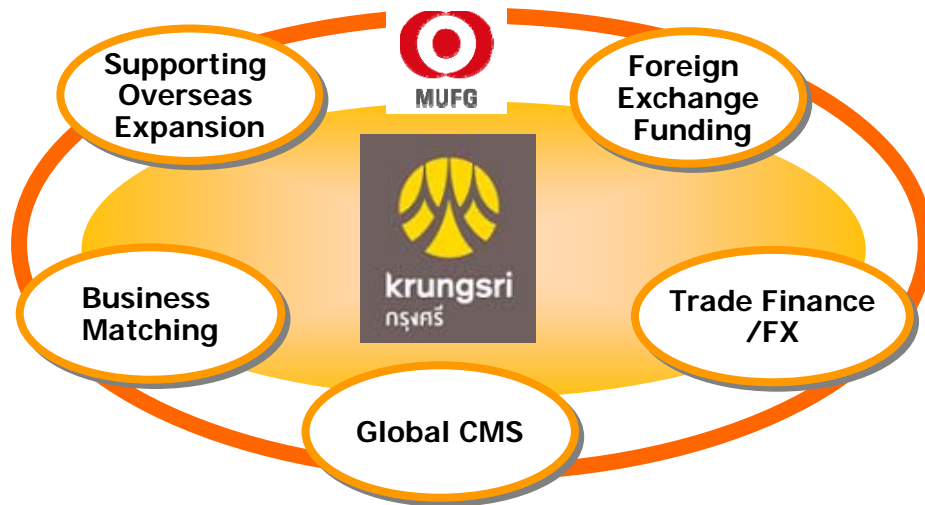 MUFG
Supporting
Overseas
Expansion
Foreign
Exchange
Funding
krungsri
กรุงศรี
Business
Matching
Trade Finance
/FX
Global CMS